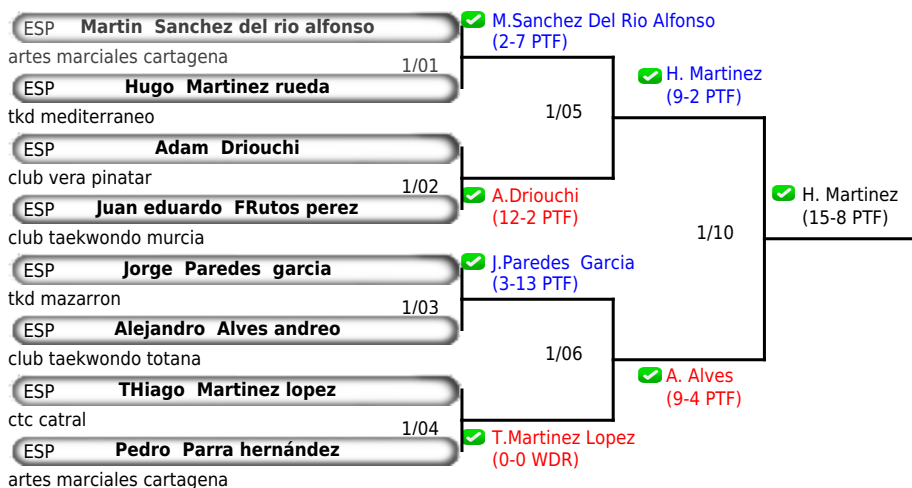 ESP Martin Sanchez del rio alfonso
artes marciales cartagena
1/01
ESP Hugo Martinez rueda
tkd mediterraneo
ESP Adam Driouchi
club vera pinatar
1/02
ESP Juan eduardo FRutos perez
club taekwondo murcia
ESP Jorge Paredes garcia
tkd mazarron
1/03
ESP Alejandro Alves andreo
club taekwondo totana
ESP THiago Martinez lopez
ctc catral
1/04
ESP Pedro Parra hernández
artes marciales cartagena
M.Sanchez Del Rio Alfonso
(2-7 PTF)
1/05
A.Driouchi
(12-2 PTF)
J.Paredes Garcia
(3-13 PTF)
1/06
T.Martinez Lopez
(0-0 WDR)
H. Martinez
(9-2 PTF)
1/10
A. Alves
(9-4 PTF)
H. Martinez
(15-8 PTF)